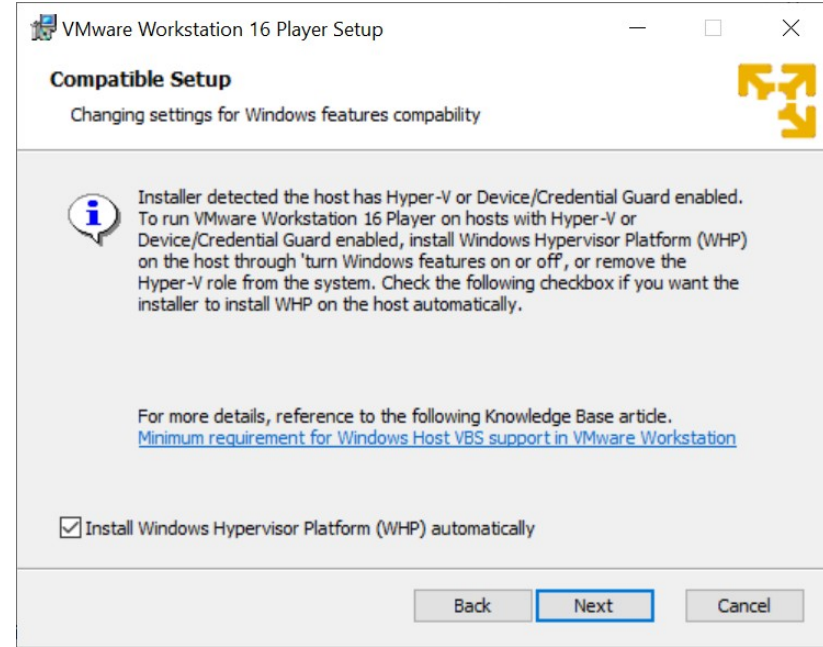 VMware Workstation 16 Player Setup
Compatible Setup
Changing settings for Windows features compability
Installer detected the host has Hyper-V or Device/Credential Guard enabled.
To run VMware Workstation 16 Player on hosts with Hyper-V or
Device/Credential Guard enabled, install Windows Hypervisor Platform (WHP)
on the host through 'turn Windows features on or off', or remove the
Hyper-V role from the system. Check the following checkbox if you want the
installer to install WHP on the host automatically.
For more details, reference to the following Knowledge Base article.
Minimum requirement for Windows Host VBS support in VMware Workstation
Install Windows Hypervisor Platform (WHP) automatically
Back Next Cancel